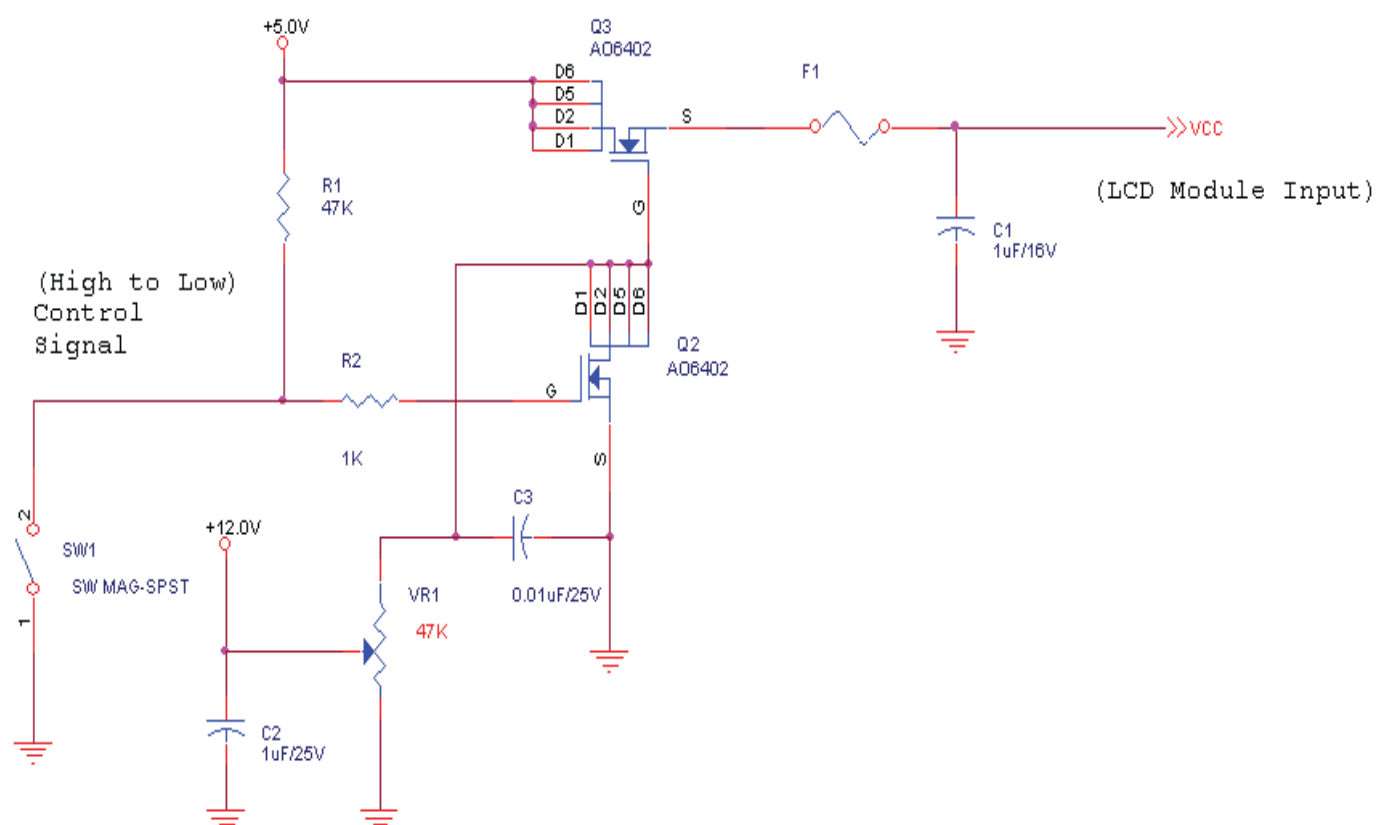 +5.0V
Q3
AO6402
F1
D6
D5
D2
D1
S
VCC
(LCD Module Input)
R1
47K
G
C1
1uF/16V
(High to Low)
Control
Signal
D1
D2
D5
D6
Q2
AO6402
R2
G
1K
S
C3
2
+12.0V
SW1
SW MAG-SPST
VR1
0.01uF/25V
1
47K
C2
1uF/25V